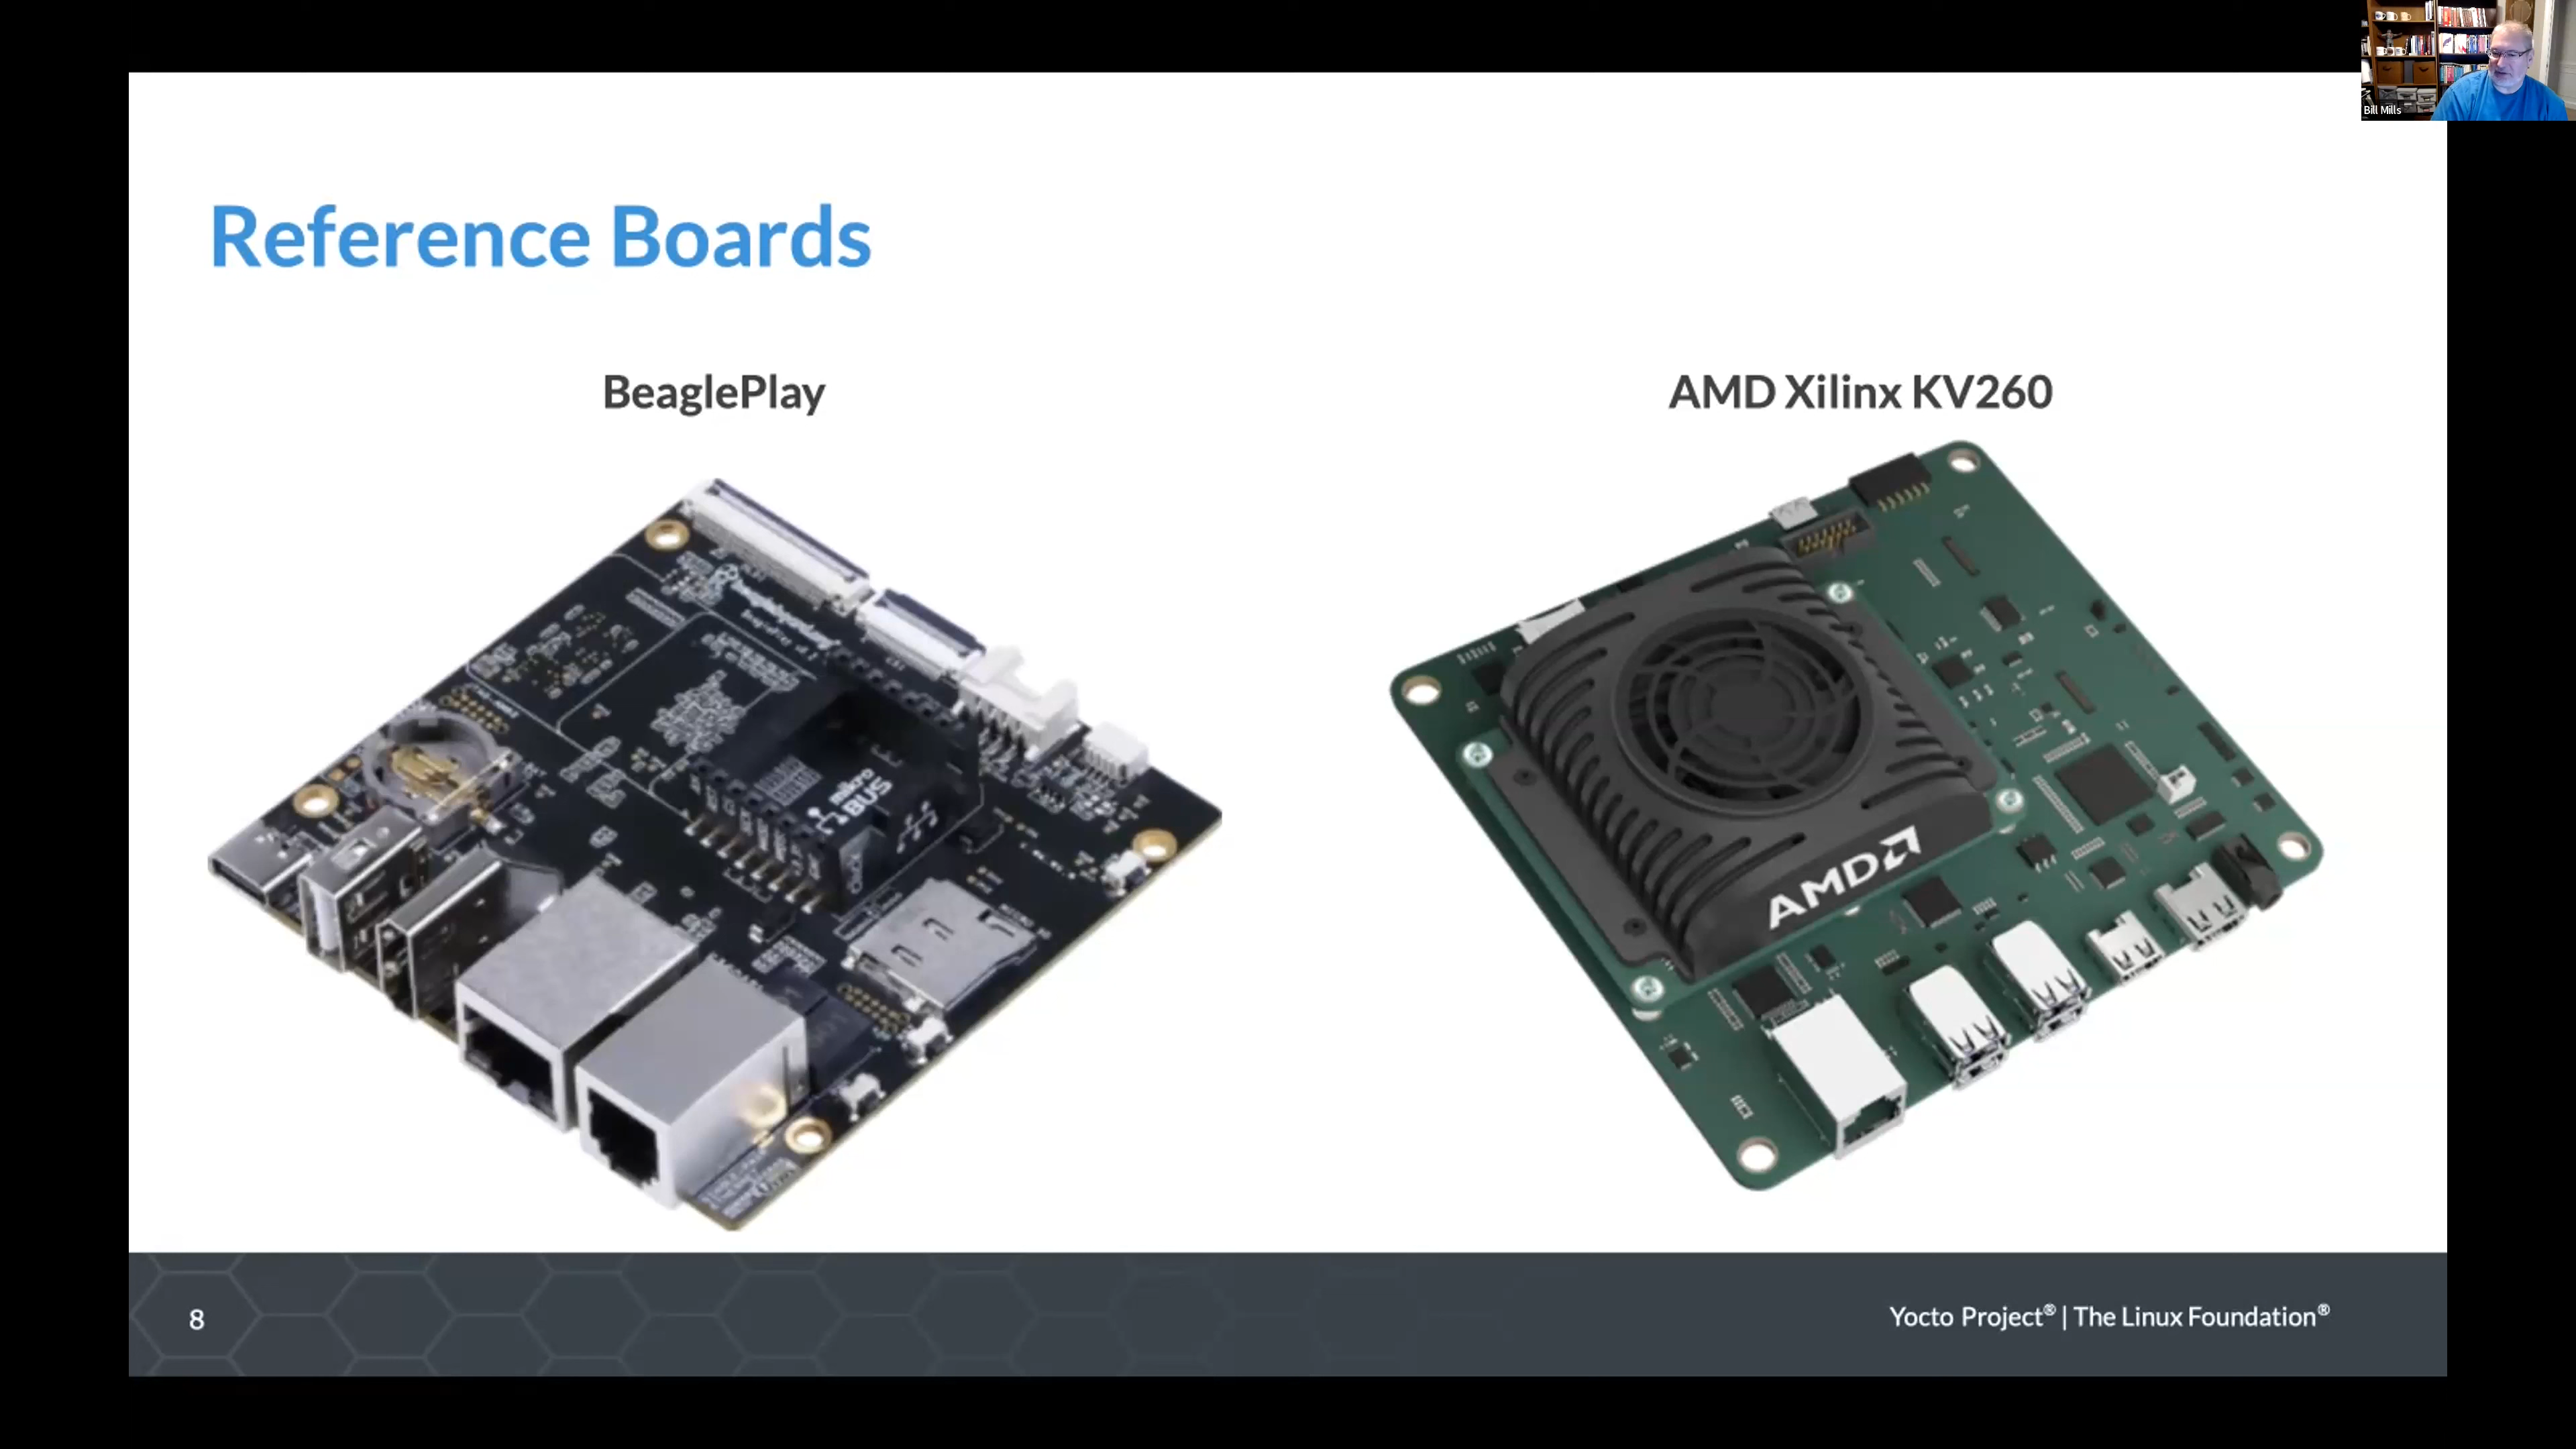 Bill Mills
Reference Boards
BeaglePlay
AMD Xilinx KV260
mikro
BUS
AMD
8
Yocto Project® | The Linux Foundation®